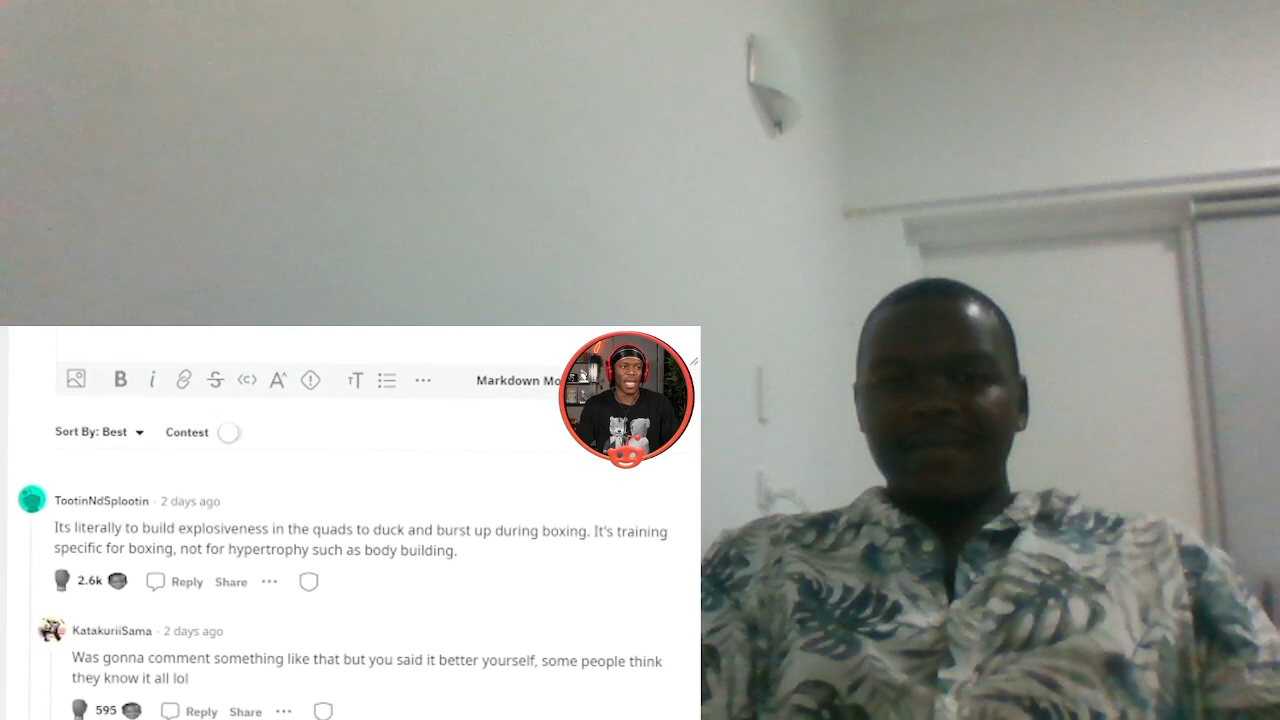 Markdown Mo
Sort By: Best
Contest
TootinNdSplootin · 2 days ago
Its literally to build explosiveness in the quads to duck and burst up during boxing. It's training
specific for boxing, not for hypertrophy such as body building.
2.6k Reply Share ···
KatakuriiSama · 2 days ago
Was gonna comment something like that but you said it better yourself, some people think
they know it all lol
595 Reply Share ···